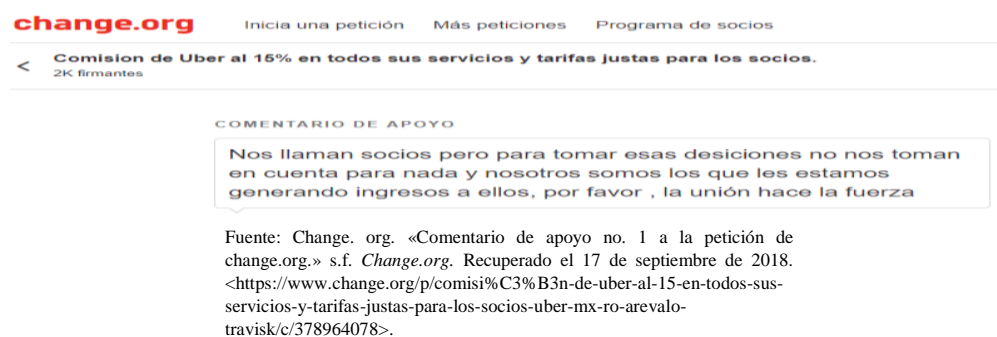 change.org Inicia una petición Más peticiones Programa de socios
< Comision de Uber al 15% en todos sus servicios y tarifas justas para los socios.
2K firmantes
COMENTARIO DE APOYO
Nos llaman socios pero para tomar esas desiciones no nos toman
en cuenta para nada y nosotros somos los que les estamos
generando ingresos a ellos, por favor , la unión hace la fuerza
Fuente: Change. org. «Comentario de apoyo no. 1 a la petición de
change.org.» s.f. Change.org. Recuperado el 17 de septiembre de 2018.
<https://www.change.org/p/comisi%C3%B3n-de-uber-al-15-en-todos-sus-
servicios-y-tarifas-justas-para-los-socios-uber-mx-ro-arevalo-
travisk/c/378964078>.